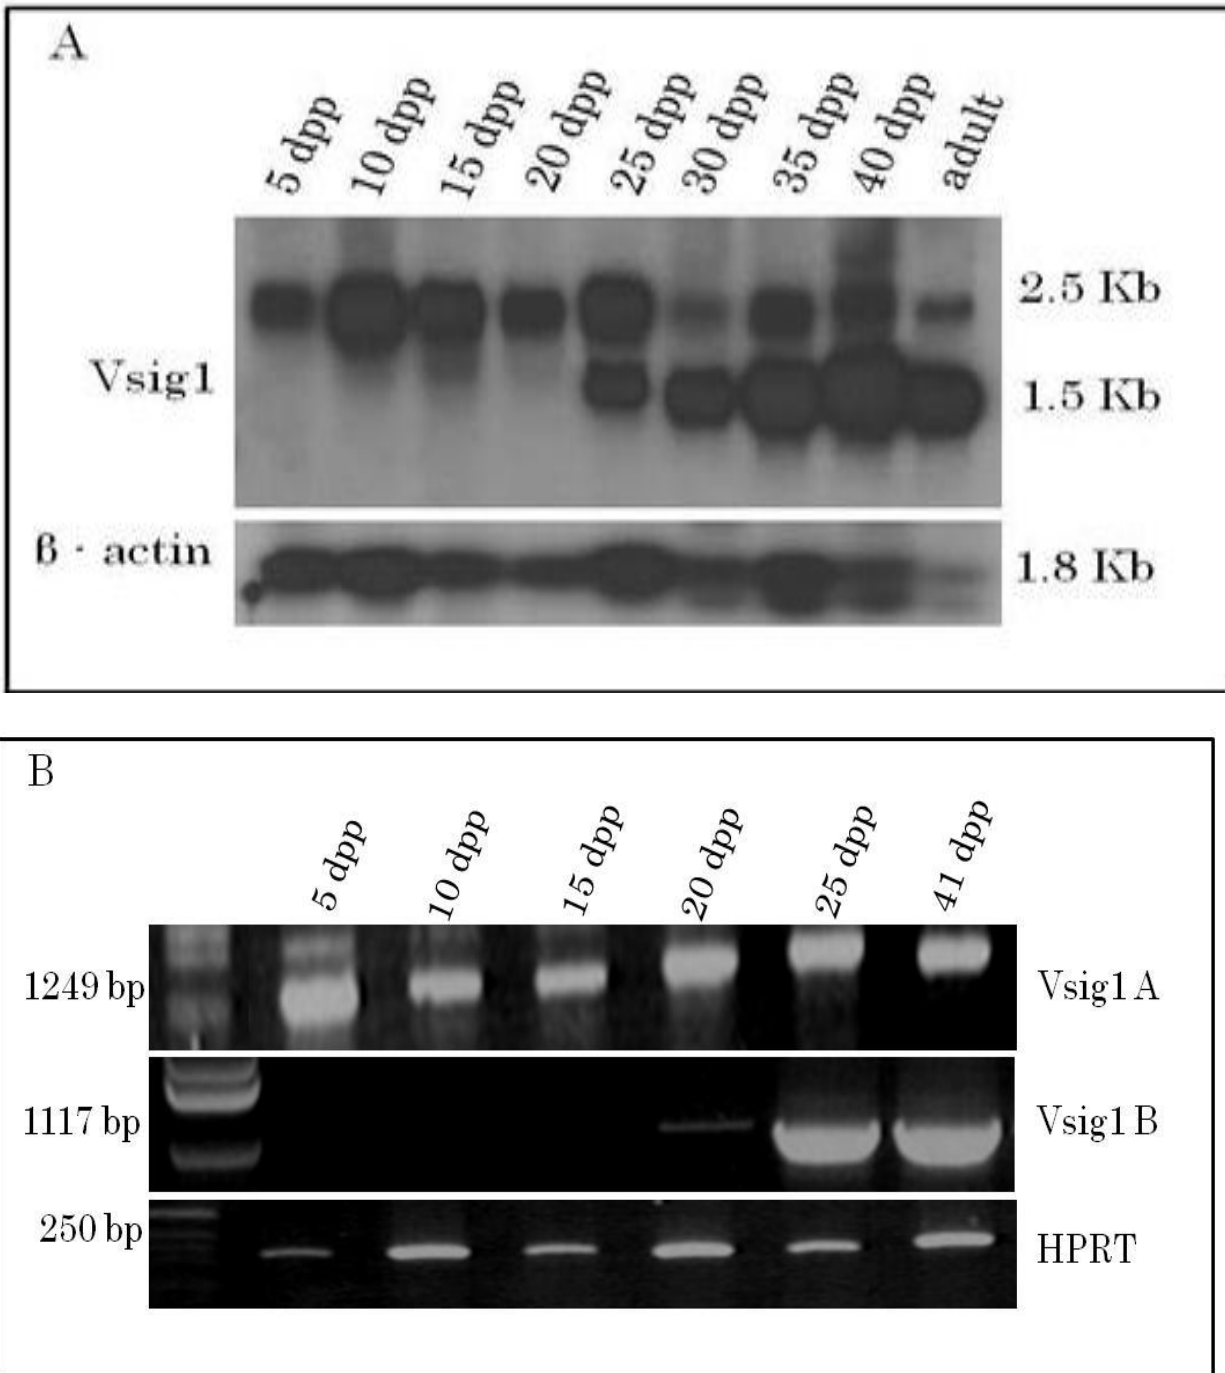 A
5 dpp
10 dpp
15 dpp
20 dpp
25 dpp
30 dpp
35 dpp
40 dpp
adult
2.5 Kb
Vsig1
1.5 Kb
ß · actin
1.8 Kb
B
5 dpp
10 dpp
15 dpp
20 dpp
25 dpp
41 dpp
1249 bp
Vsig1 A
1117 bp
Vsig1 B
250 bp
HPRT